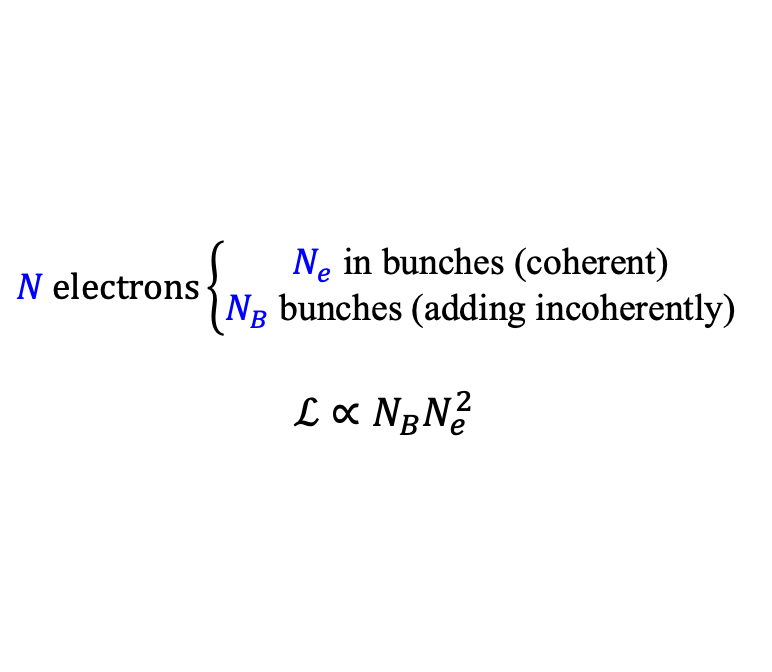 N electrons { N_e in bunches (coherent)
N_B bunches (adding incoherently)
ℒ ∝ N_B N_e^2